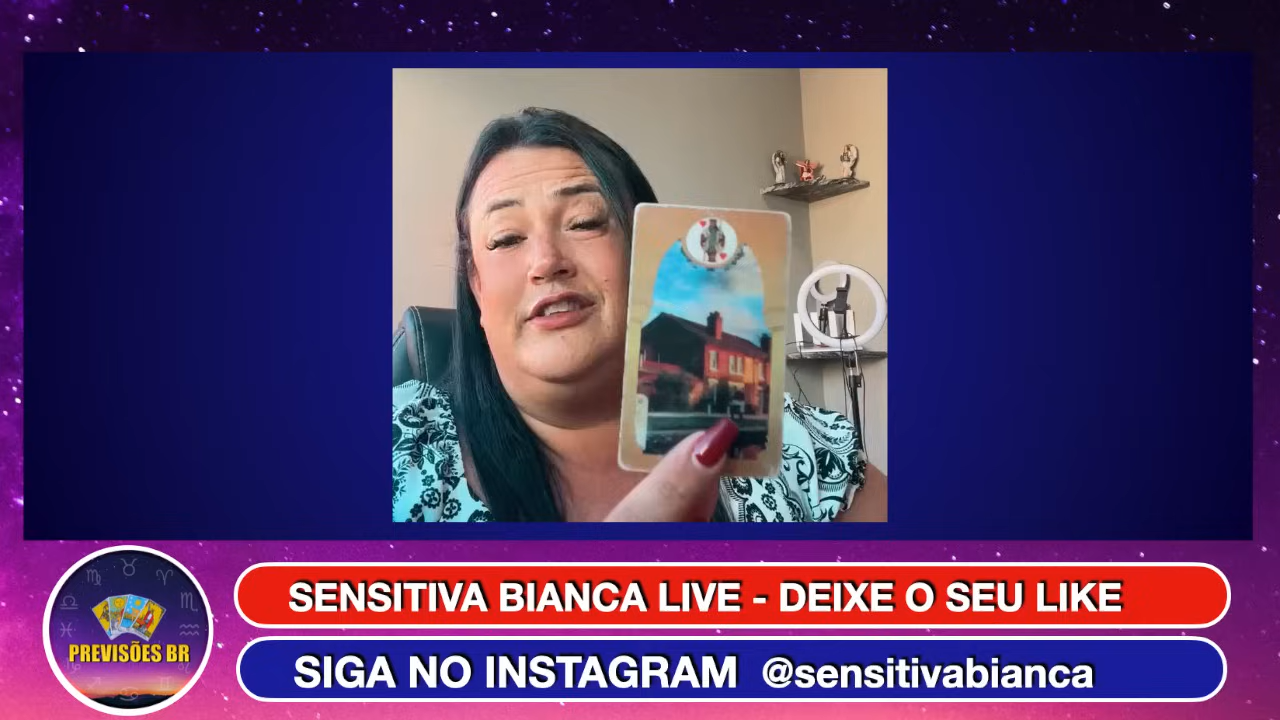 SENSITIVA BIANCA LIVE - DEIXE O SEU LIKE
PREVISÕES BR
SIGA NO INSTAGRAM @sensitivabianca